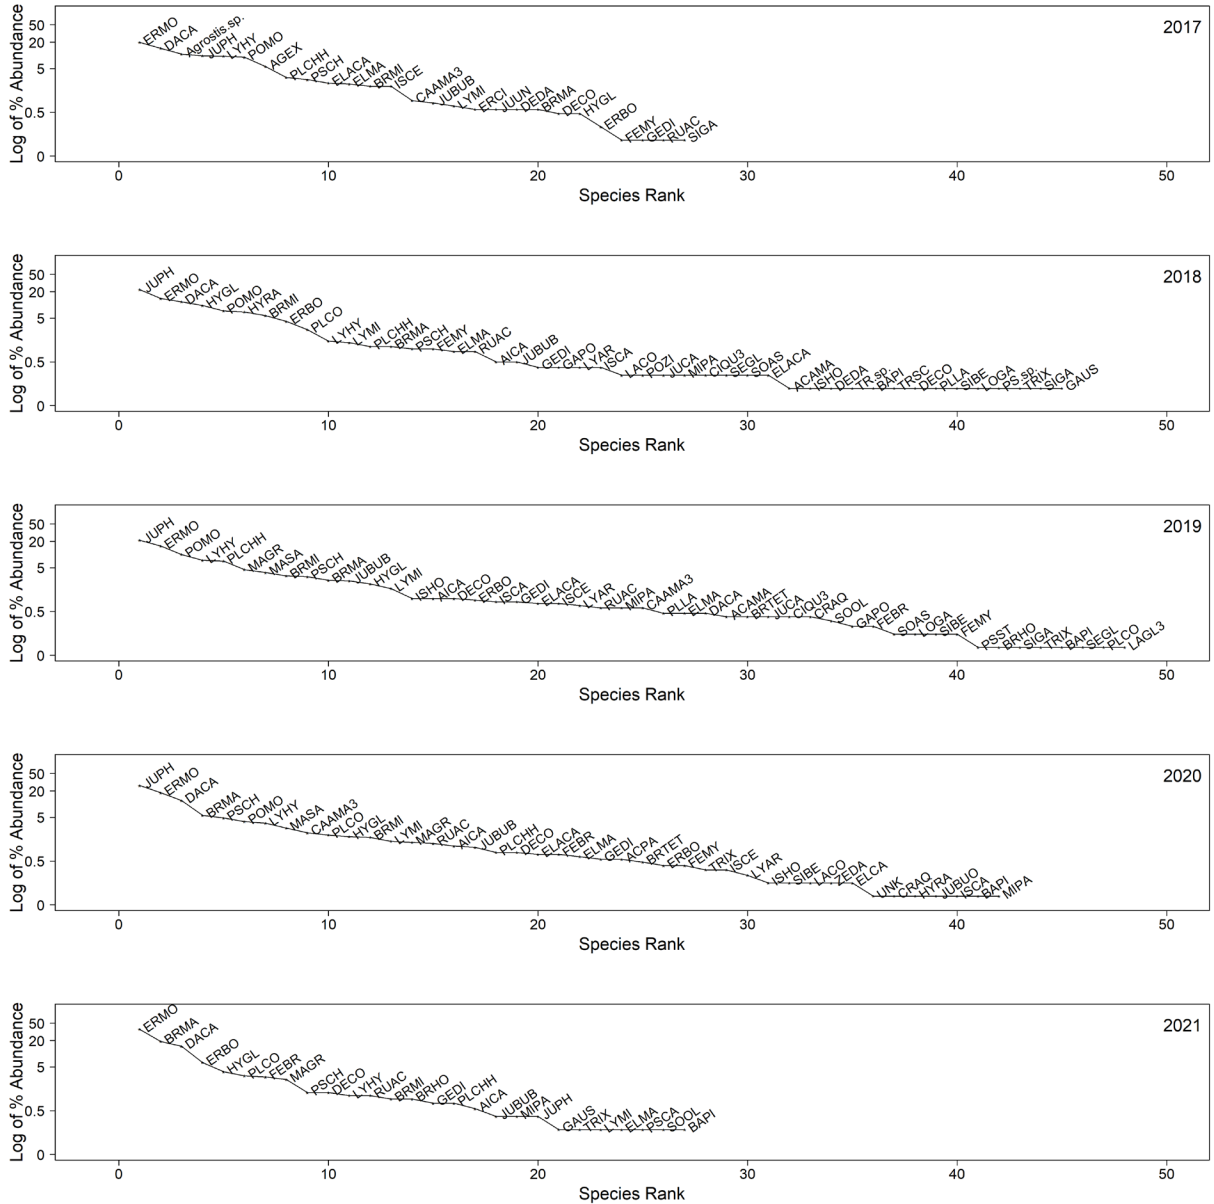 2017
Log of % Abundance
50
20
5
0.5
0
ERMO DACA Agrostis.sp. JUPH LYHY POMO AGEX PLCHH PSCH ELACA ELMA BRMI ISCE CAAMA3 JUBUB LYMI ERCI JUUN DEDA BRMA DECO HYGL ERBO FEMY GEDI RUAC SIGA
0 10 20 30 40 50
Species Rank
2018
Log of % Abundance
50
20
5
0.5
0
JUPH ERMO DACA HYGL POMO HYRA BRMI ERBO PLCO LYHY LYMI PLCHH BRMA PSCH FEMY ELMA RUAC AICA JUBUB GEDI GAPO LYAR ISCA LACO POZI JUCA MIPA CIQU3 SEGL SOAS ELACA ACAMA ISHO DEDA TR.sp. BAPI TRSC DECO PLLA SIBE LOGA PS.sp. TRIX SIGA GAUS
0 10 20 30 40 50
Species Rank
2019
Log of % Abundance
50
20
5
0.5
0
JUPH ERMO POMO LYHY PLCHH MAGR MASA BRMI PSCH BRMA JUBUB HYGL LYMI ISHO AICA DECO ERBO ISCA GEDI ELACA ISCE LYAR RUAC MIPA CAAMA3 PLLA ELMA DACA ACAMA BRTET JUCA CIQU3 CRAQ SOOL GAPO FEBR SOAS LOGA SIBE FEMY PSST BRHO SIGA TRIX BAPI SEGL PLCO LAGL3
0 10 20 30 40 50
Species Rank
2020
Log of % Abundance
50
20
5
0.5
0
JUPH ERMO DACA BRMA PSCH POMO LYHY MASA CAAMA3 PLCO HYGL BRMI LYMI MAGR RUAC AICA JUBUB PLCHH DECO ELACA FEBR ELMA GEDI ACPA BRTET ERBO FEMY TRIX ISCE LYAR ISHO SIBE LACO ZEDA ELCA UNK CRAQ HYRA JUBUO ISCA BAPI MIPA
0 10 20 30 40 50
Species Rank
2021
Log of % Abundance
50
20
5
0.5
0
ERMO BRMA DACA ERBO HYGL PLCO FEBR MAGR PSCH DECO LYHY RUAC BRMI BRHO GEDI PLCHH AICA JUBUB MIPA JUPH GAUS TRIX LYMI ELMA PSCA SOOL BAPI
0 10 20 30 40 50
Species Rank